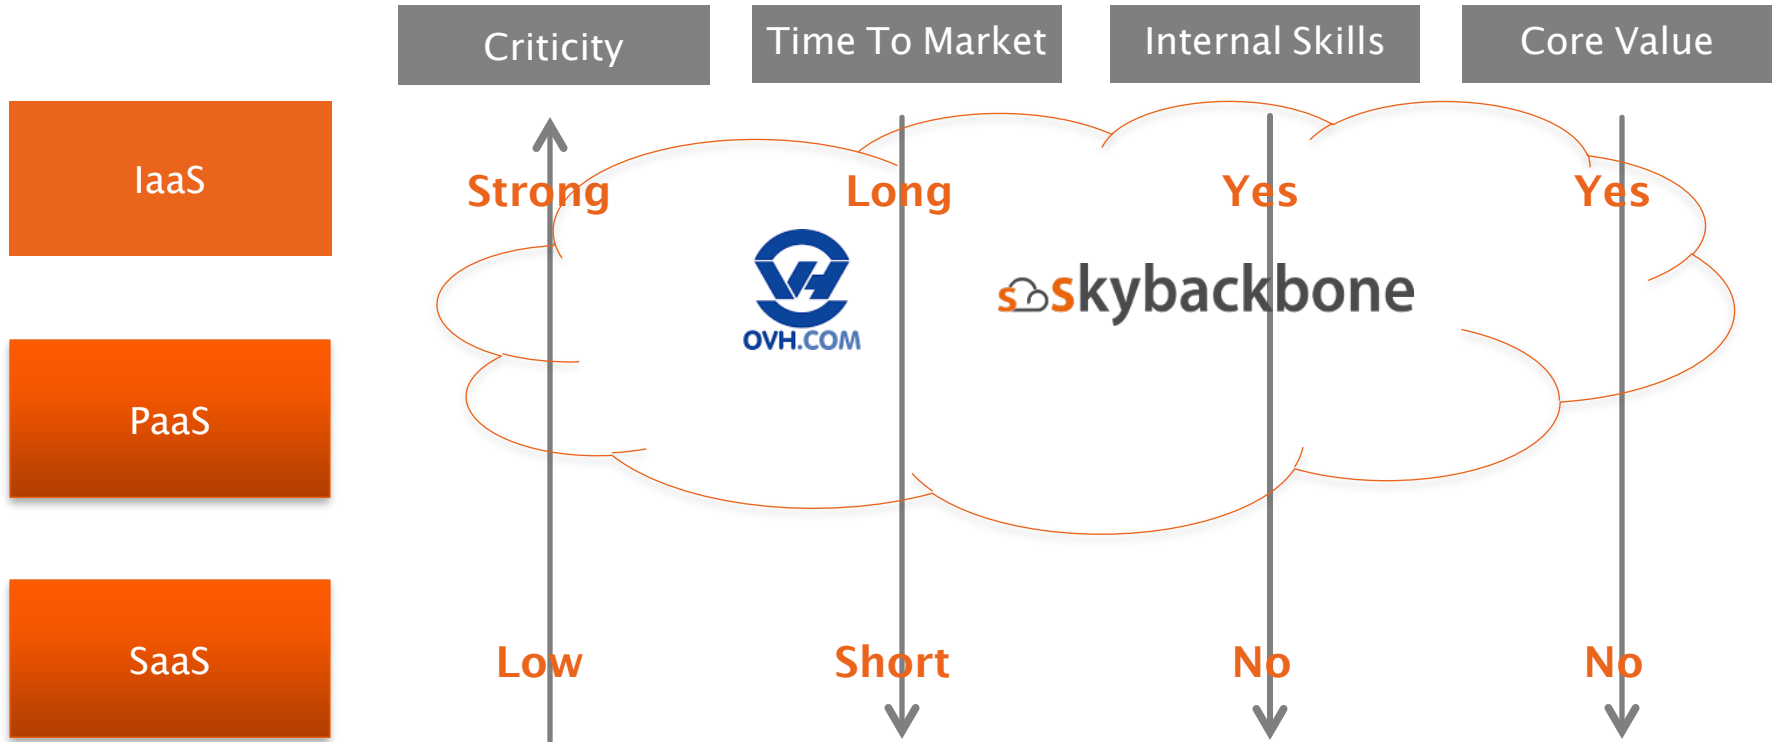 Criticity
Time To Market
Internal Skills
Core Value
IaaS
Strong
Long
Yes
Yes
OVH.COM
s skybackbone
PaaS
SaaS
Low
Short
No
No